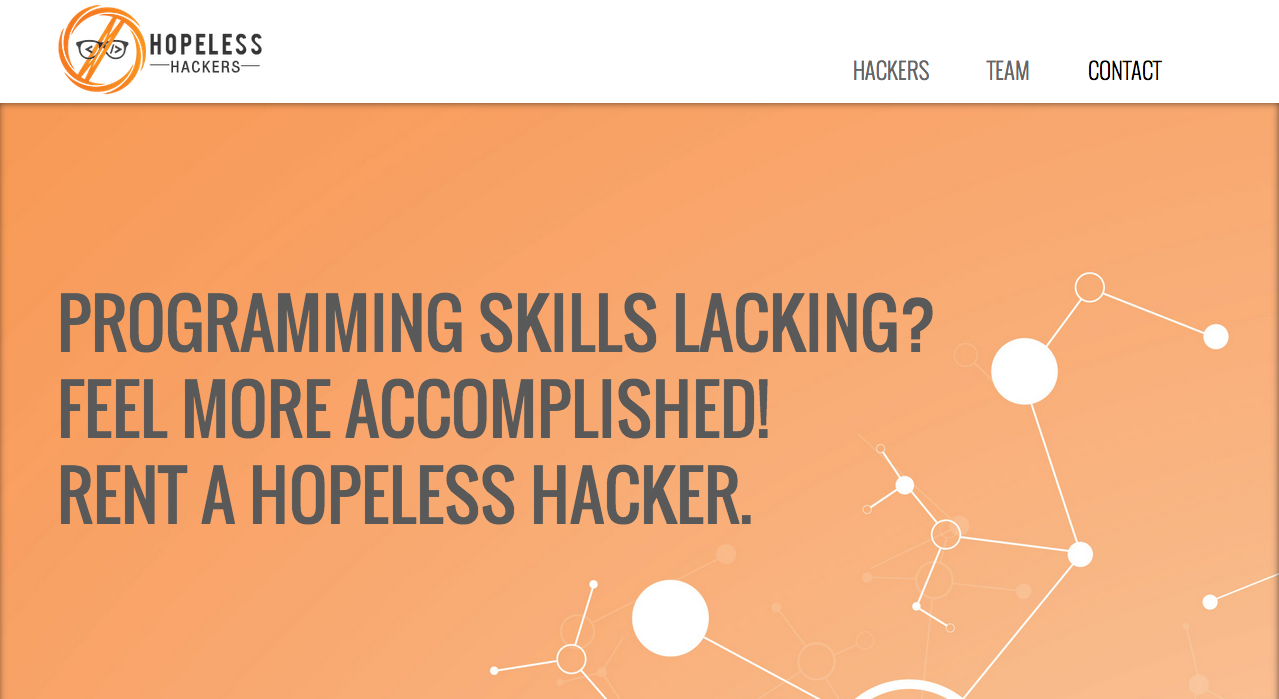 HOPELESS
HACKERS
HACKERS TEAM CONTACT
PROGRAMMING SKILLS LACKING?
FEEL MORE ACCOMPLISHED!
RENT A HOPELESS HACKER.